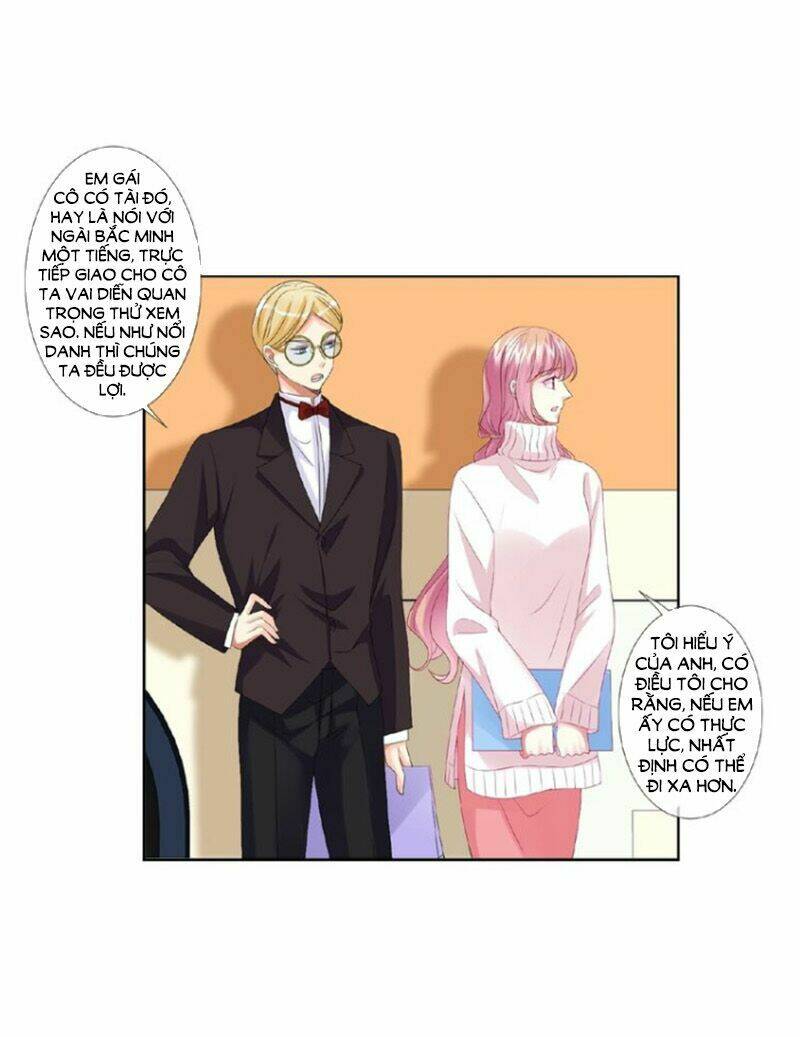 EM GÁI
CÔ CÓ TÀI ĐÓ,
HAY LÀ NÓI VỚI
NGÀI BẮC MINH
MỘT TIẾNG, TRỰC
TIẾP GIAO CHO CÔ
TA VAI DIỄN QUAN
TRỌNG THỬ XEM
SAO. NẾU NHƯ NỔI
DANH THÌ CHÚNG
TA ĐỀU ĐƯỢC
LỢI.
TÔI HIỂU Ý
CỦA ANH, CÓ
ĐIỀU TÔI CHO
RẰNG, NẾU EM
ẤY CÓ THỰC
LỰC, NHẤT
ĐỊNH CÓ THỂ
ĐI XA HƠN.